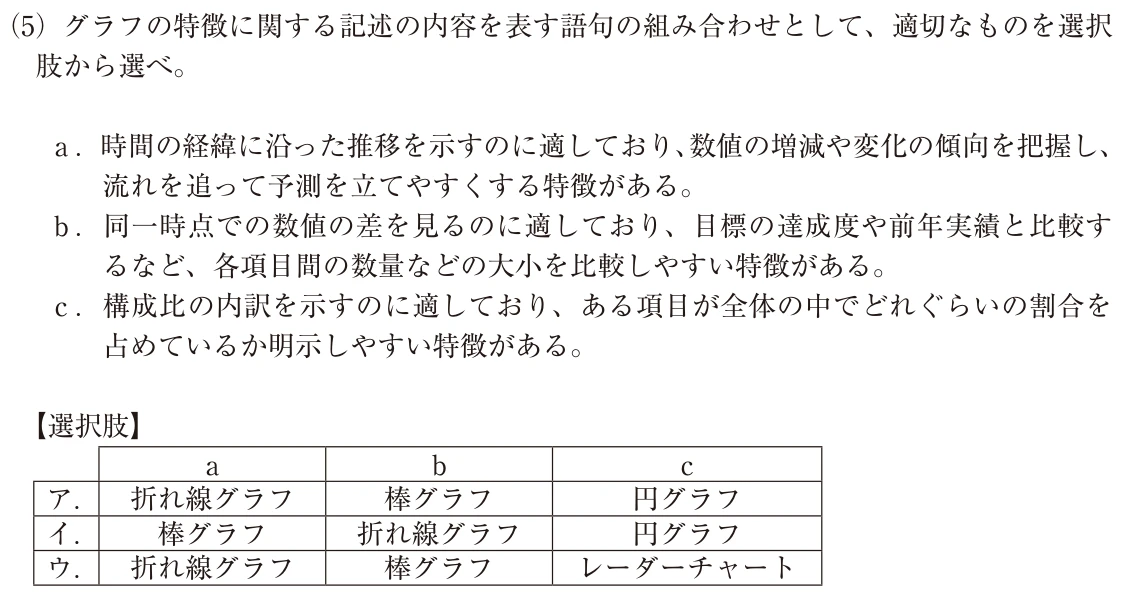 (5) グラフの特徴に関する記述の内容を表す語句の組み合わせとして、適切なものを選択
肢から選べ。
a．時間の経緯に沿った推移を示すのに適しており、数値の増減や変化の傾向を把握し、
流れを追って予測を立てやすくする特徴がある。
b．同一時点での数値の差を見るのに適しており、目標の達成度や前年実績と比較す
るなど、各項目間の数量などの大小を比較しやすい特徴がある。
c．構成比の内訳を示すのに適しており、ある項目が全体の中でどれぐらいの割合を
占めているか明示しやすい特徴がある。
【選択肢】
a b c
ア． 折れ線グラフ 棒グラフ 円グラフ
イ． 棒グラフ 折れ線グラフ 円グラフ
ウ． 折れ線グラフ 棒グラフ レーダーチャート